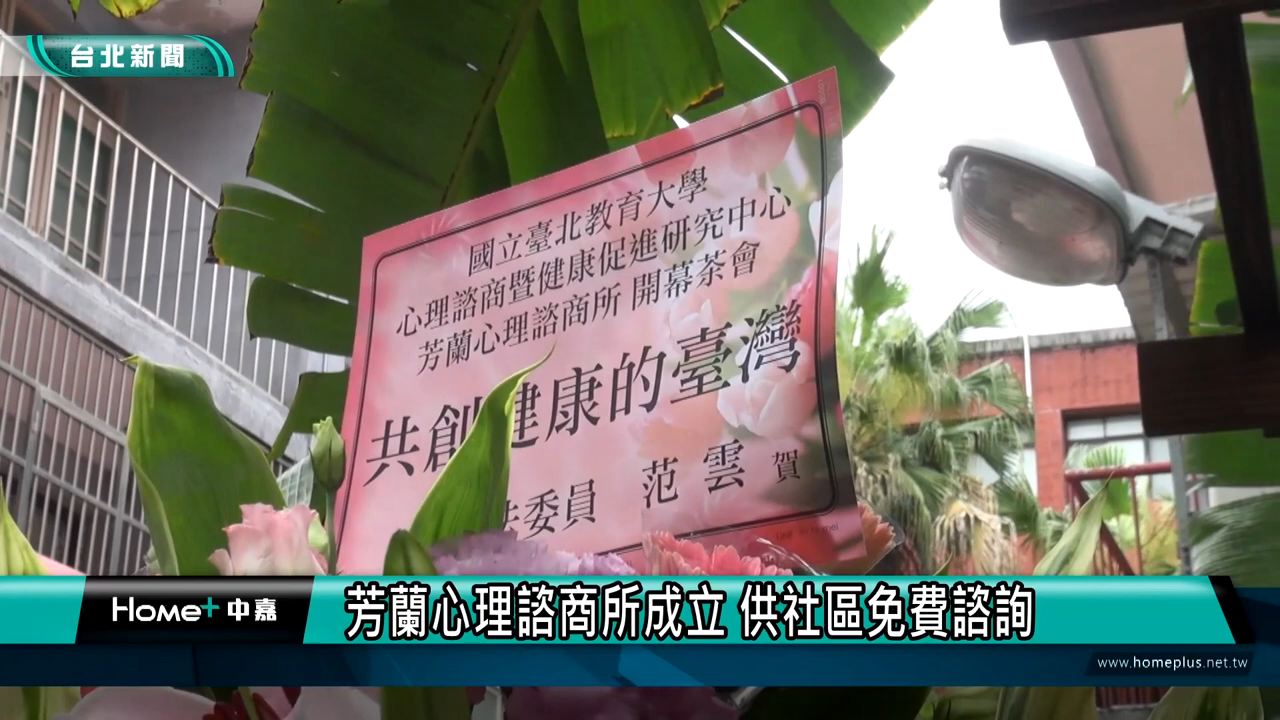 台北新聞
國立臺北教育大學
心理諮商暨健康促進研究中心
芳蘭心理諮商所 開幕茶會
共創健康的臺灣
委員 范雲 賀
Home+ 中嘉
芳蘭心理諮商所成立 供社區免費諮詢
www.homeplus.net.tw